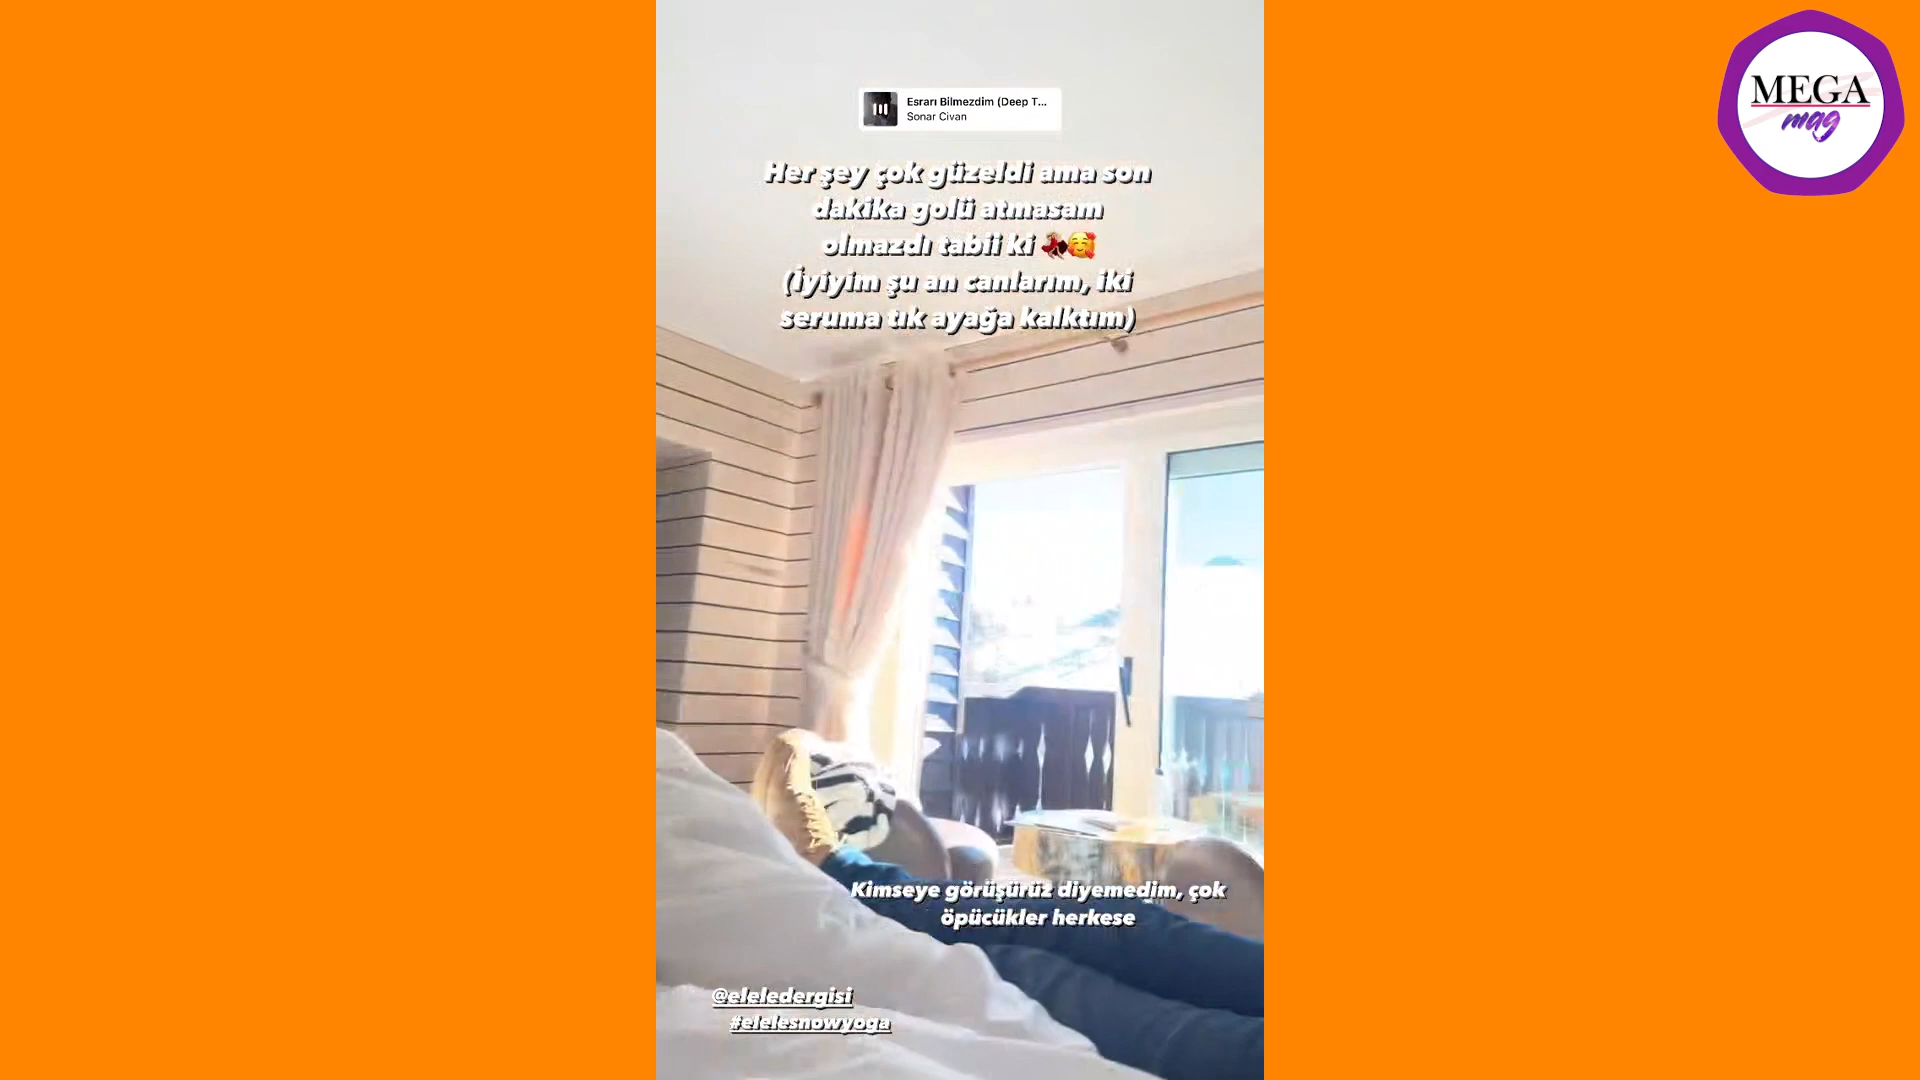 MEGA
mag
Esrarı Bilmezdim (Deep T...
Sonar Civan
Her şey çok güzeldi ama son
dakika golü atmasam
olmazdı tabii ki 💃🥰
(İyiyim şu an canlarım, iki
seruma tık ayağa kalktım)
Kimseye görüşürüz diyemedim, çok
öpücükler herkese
@eleledergisi
#elelesnowyoga